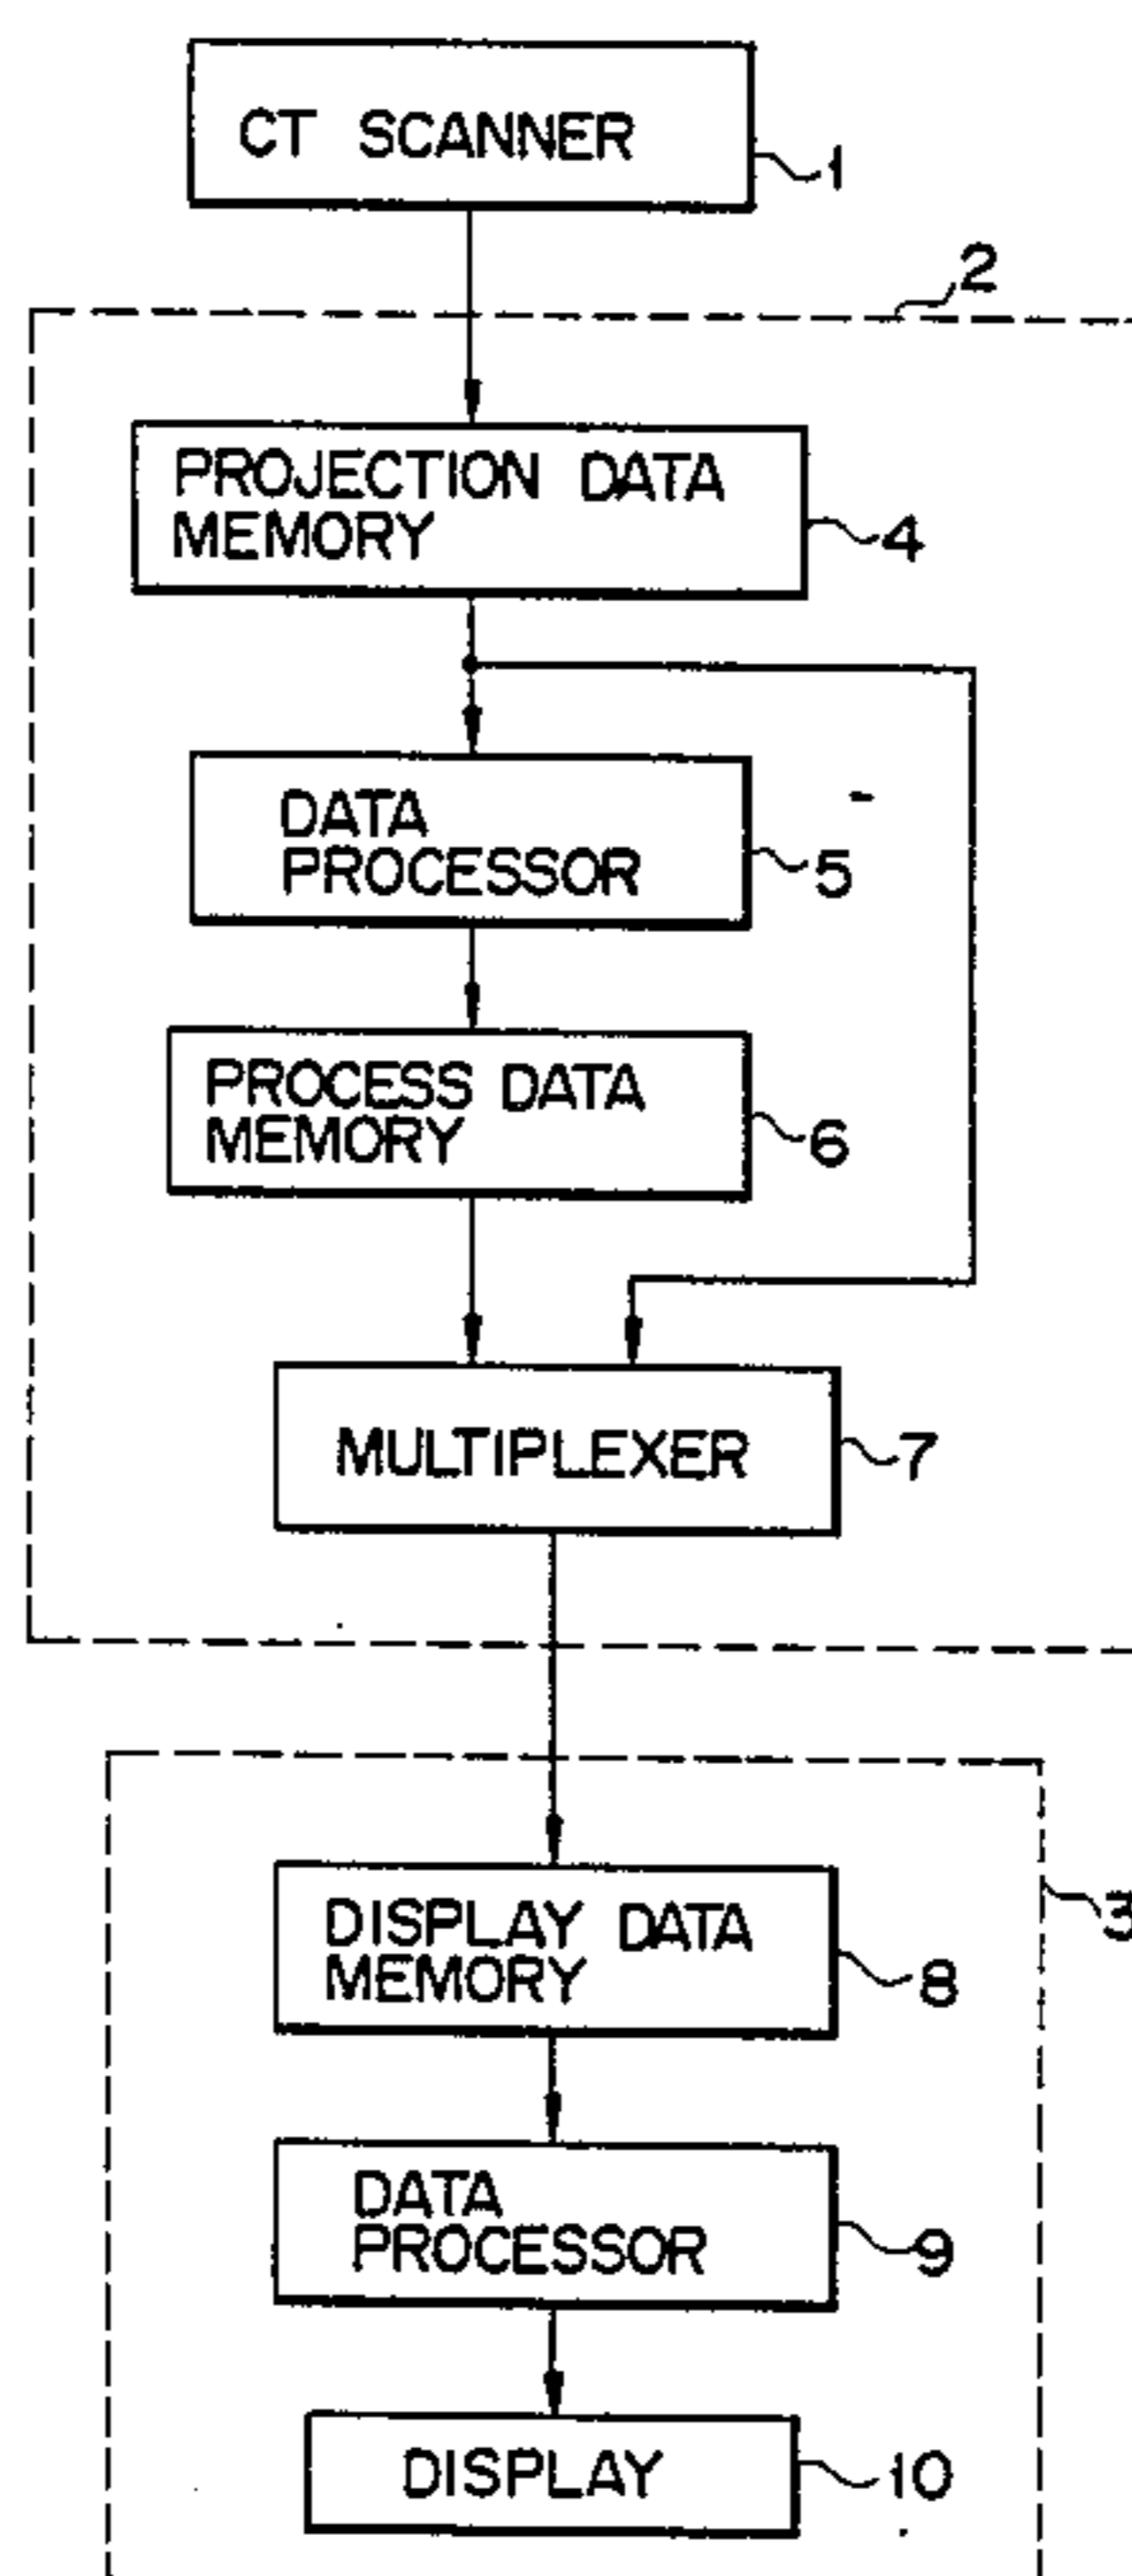 CT SCANNER
1
2
PROJECTION DATA
MEMORY
4
DATA
PROCESSOR
5
PROCESS DATA
MEMORY
6
MULTIPLEXER
7
3
DISPLAY DATA
MEMORY
8
DATA
PROCESSOR
9
DISPLAY
10